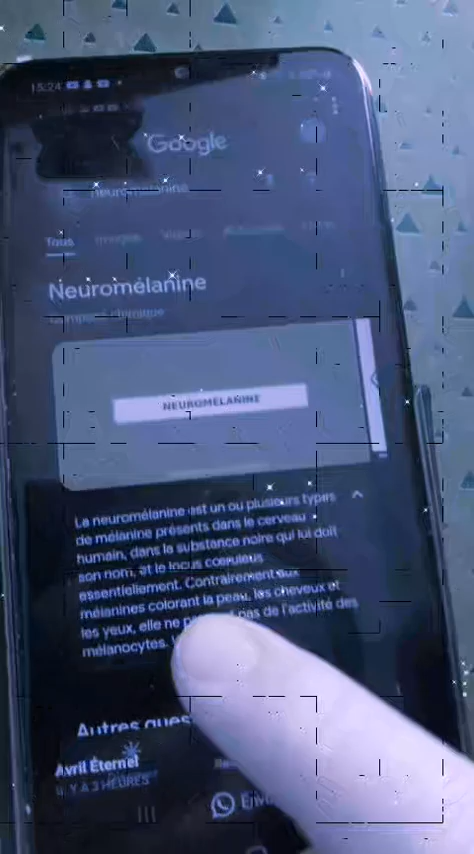 15:24
Google
neuromélanine
Tous
Neuromélanine
Composé chimique
NEUROMELANINE
La neuromélanine est un ou plusieurs types
de mélanine présents dans le cerveau
humain, dans la substance noire qui lui doit
son nom, et le locus coeruleus
essentiellement. Contrairement aux
mélanines colorant la peau, les cheveux et
les yeux, elle ne pas de l'activité des
mélanocytes.
Autres ques
Avril Éternel
IL Y A 3 HEURES